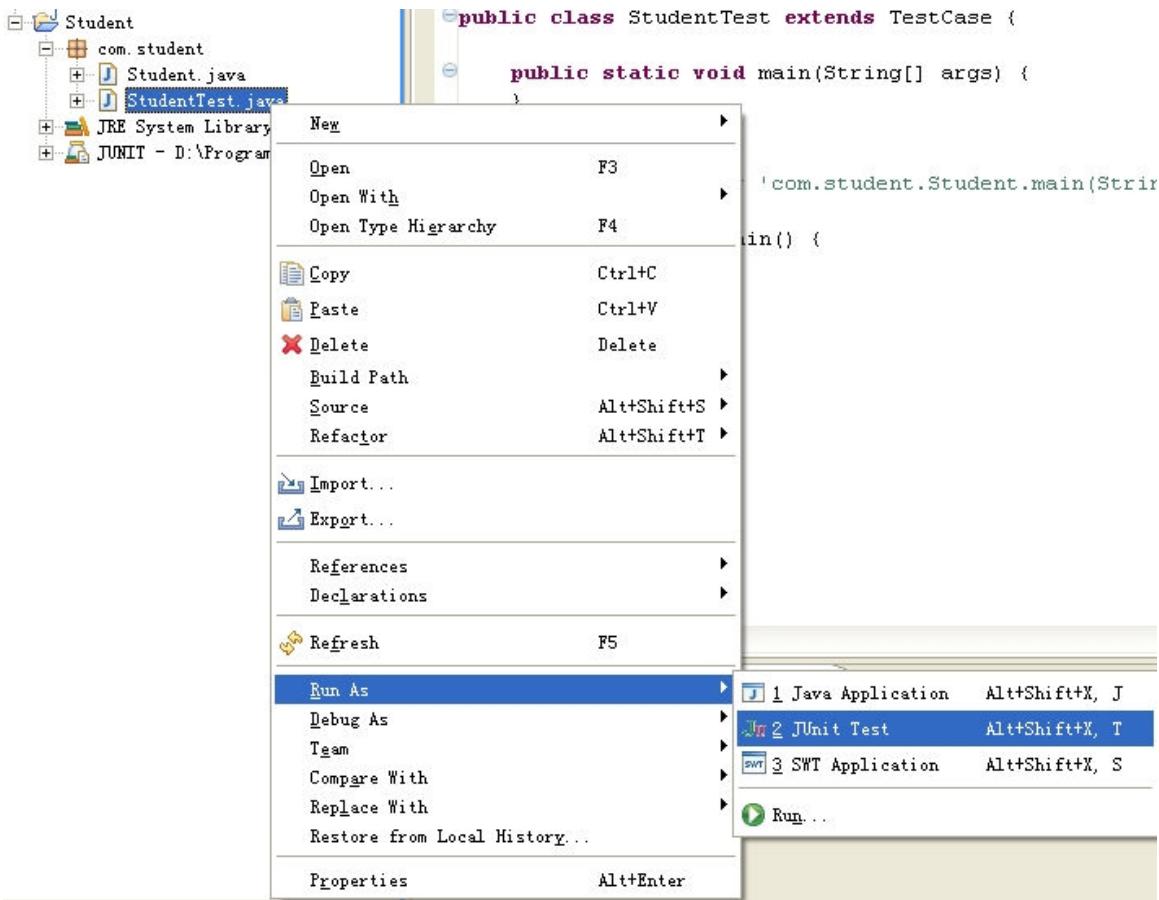 Student
com.student
Student.java
StudentTest.java
JRE System Library
JUNIT - D:\Program
public class StudentTest extends TestCase {
public static void main(String[] args) {
}
'com.student.Student.main(Strin
in() {
New
Open F3
Open With
Open Type Hierarchy F4
Copy Ctrl+C
Paste Ctrl+V
Delete Delete
Build Path
Source Alt+Shift+S
Refactor Alt+Shift+T
Import...
Export...
References
Declarations
Refresh F5
Run As
Debug As
Team
Compare With
Replace With
Restore from Local History...
Properties Alt+Enter
1 Java Application Alt+Shift+X, J
2 JUnit Test Alt+Shift+X, T
3 SWT Application Alt+Shift+X, S
Run...